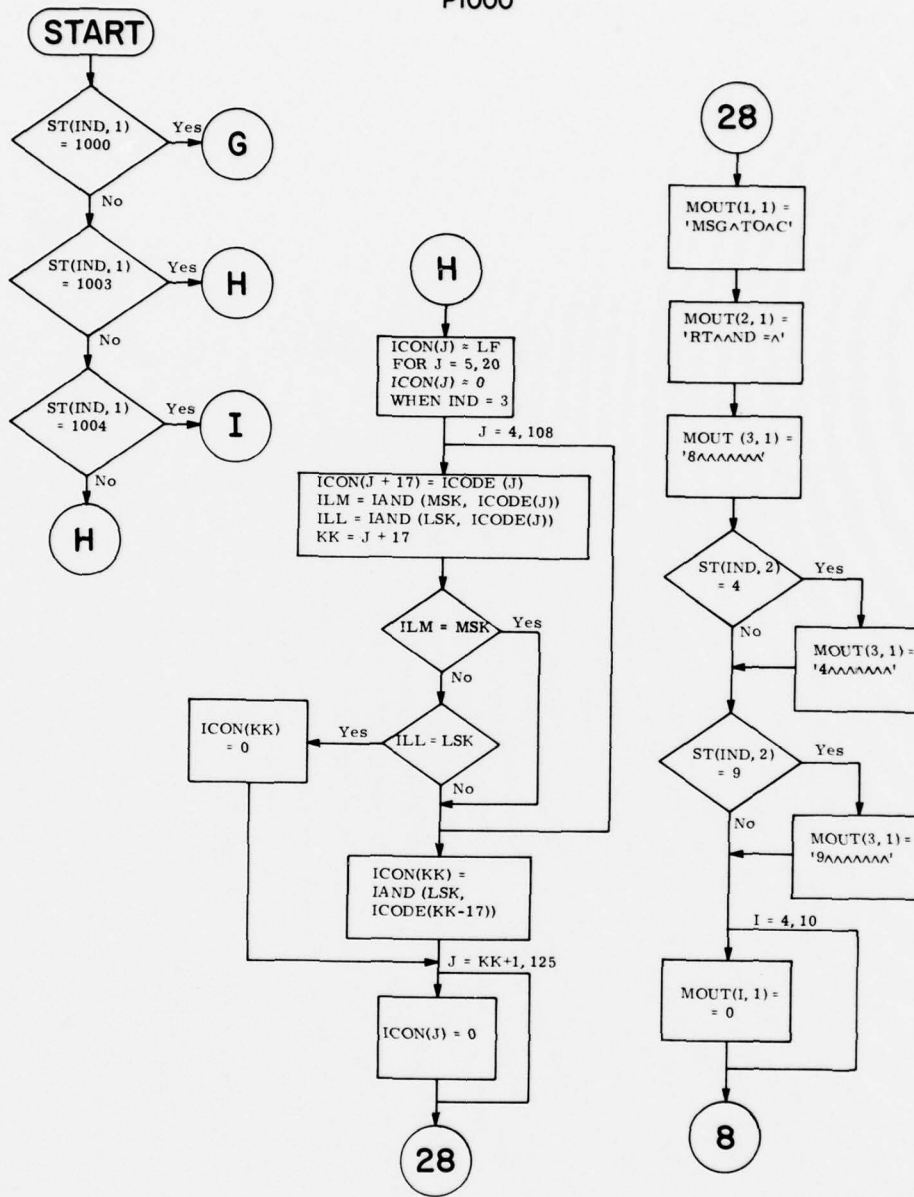 P1000
START
ST(IND, 1)
= 1000
Yes
G
No
ST(IND, 1)
= 1003
Yes
H
No
ST(IND, 1)
= 1004
Yes
I
No
H
H
ICON(J) = LF
FOR J = 5, 20
ICON(J) = 0
WHEN IND = 3
J = 4, 108
ICON(J + 17) = ICODE (J)
ILM = IAND (MSK, ICODE(J))
ILL = IAND (LSK, ICODE(J))
KK = J + 17
ILM = MSK
Yes
No
ILL = LSK
Yes
ICON(KK)
= 0
No
ICON(KK) =
IAND (LSK,
ICODE(KK-17))
J = KK+1, 125
ICON(J) = 0
28
28
MOUT(1, 1) =
'MSG^TO^C'
MOUT(2, 1) =
'RT^^ND =^'
MOUT (3, 1) =
'8^^^^^^^'
ST(IND, 2)
= 4
Yes
No
MOUT(3, 1) =
'4^^^^^^^'
ST(IND, 2)
= 9
Yes
No
MOUT(3, 1) =
'9^^^^^^^'
I = 4, 10
MOUT(I, 1) =
= 0
8